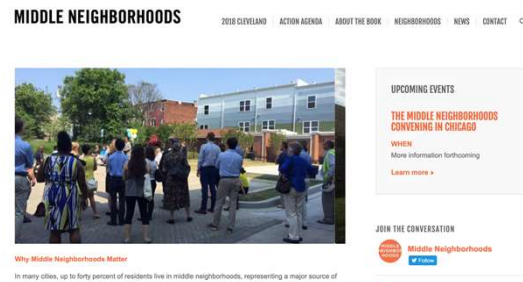 MIDDLE NEIGHBORHOODS
2018 CLEVELAND ACTION AGENDA ABOUT THE BOOK NEIGHBORHOODS NEWS CONTACT
UPCOMING EVENTS
THE MIDDLE NEIGHBORHOODS
CONVENING IN CHICAGO
WHEN
More information forthcoming
Learn more
JOIN THE CONVERSATION
MIDDLE
NEIGHBOR
HOODS
Middle Neighborhoods
Follow
Why Middle Neighborhoods Matter
In many cities, up to forty percent of residents live in middle neighborhoods, representing a major source of